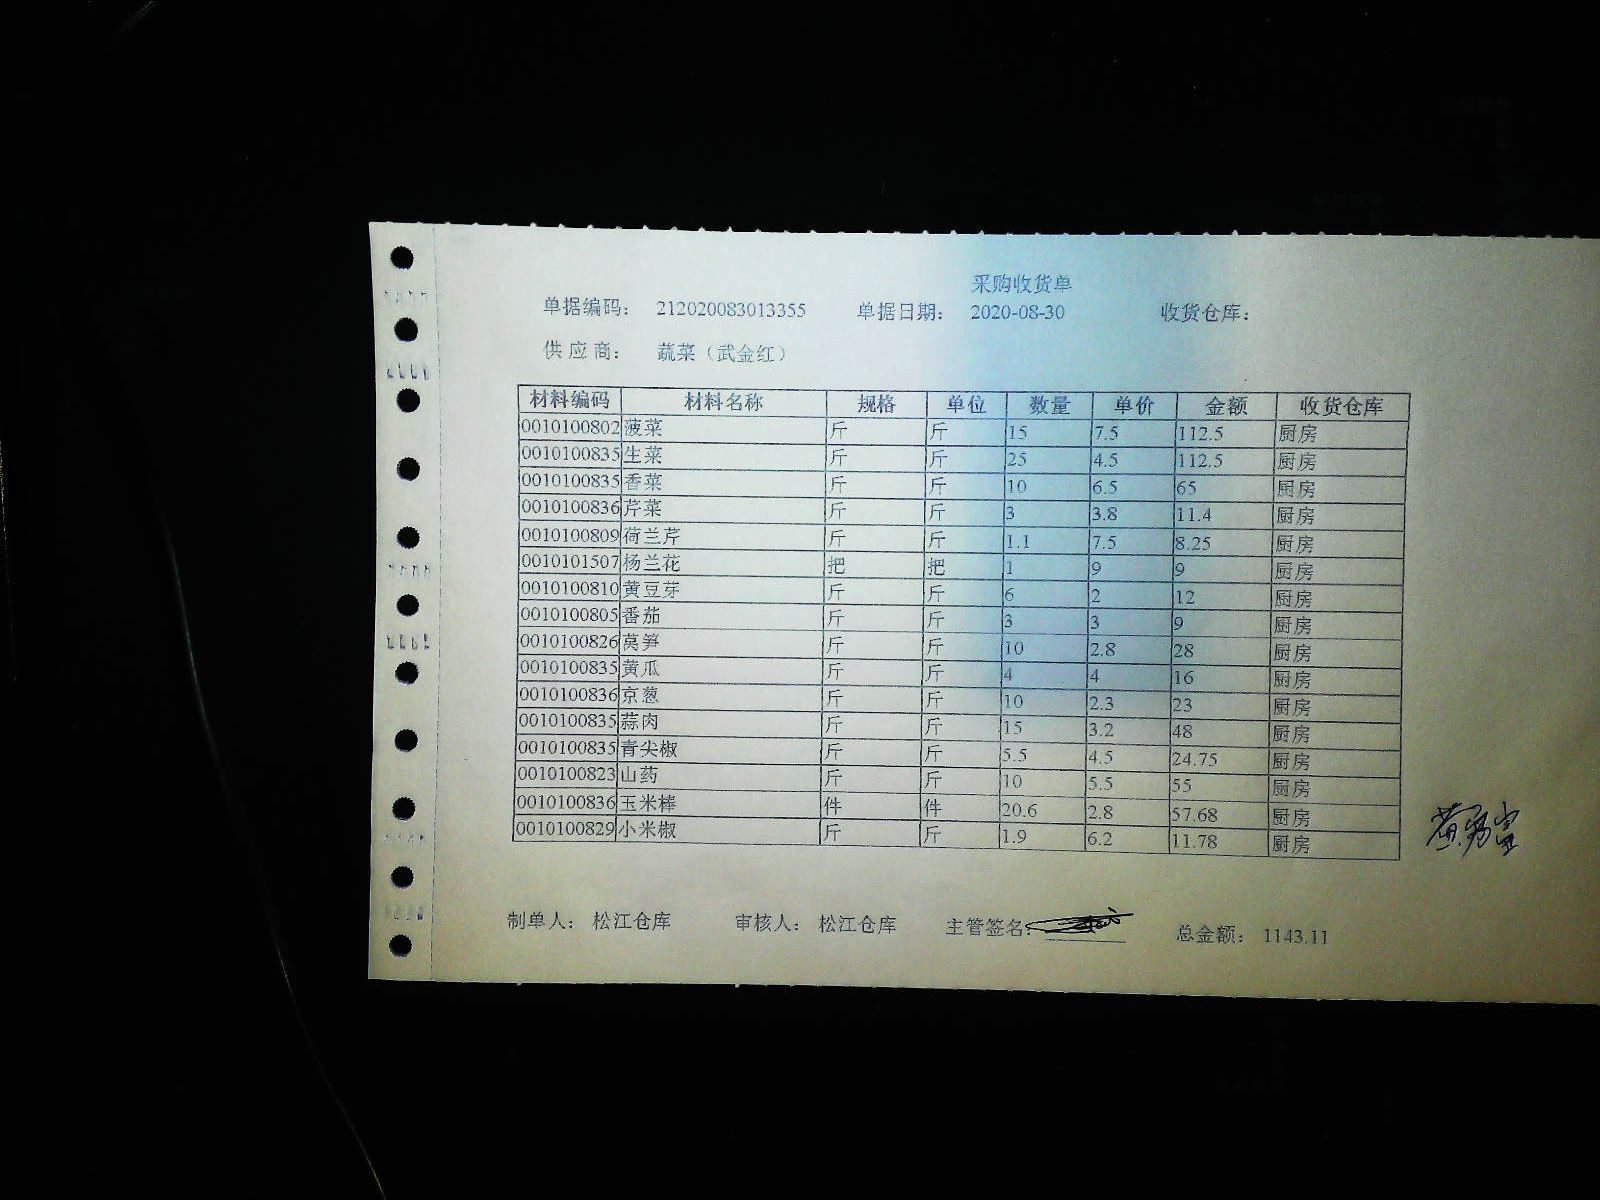 采购收货单
单据编码： 212020083013355 单据日期： 2020-08-30 收货仓库：
供 应 商： 蔬菜（武金红）
材料编码 材料名称 规格 单位 数量 单价 金额 收货仓库
0010100802 菠菜 斤 斤 15 7.5 112.5 厨房
0010100835 生菜 斤 斤 25 4.5 112.5 厨房
0010100835 香菜 斤 斤 10 6.5 65 厨房
0010100836 芹菜 斤 斤 3 3.8 11.4 厨房
0010100809 荷兰芹 斤 斤 1.1 7.5 8.25 厨房
0010101507 杨兰花 把 把 1 9 9 厨房
0010100810 黄豆芽 斤 斤 6 2 12 厨房
0010100805 番茄 斤 斤 3 3 9 厨房
0010100826 莴笋 斤 斤 10 2.8 28 厨房
0010100835 黄瓜 斤 斤 4 4 16 厨房
0010100836 京葱 斤 斤 10 2.3 23 厨房
0010100835 蒜肉 斤 斤 15 3.2 48 厨房
0010100835 青尖椒 斤 斤 5.5 4.5 24.75 厨房
0010100823 山药 斤 斤 10 5.5 55 厨房
0010100836 玉米棒 件 件 20.6 2.8 57.68 厨房
0010100829 小米椒 斤 斤 1.9 6.2 11.78 厨房
制单人： 松江仓库 审核人： 松江仓库 主管签名: 总金额： 1143.11